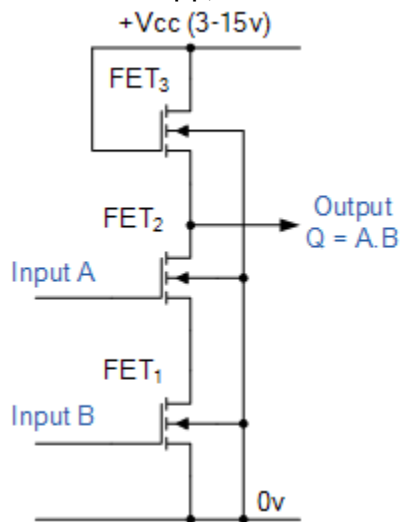 +Vcc (3-15v)
FET₃
FET₂
Output
Q = A.B
Input A
FET₁
Input B
0v